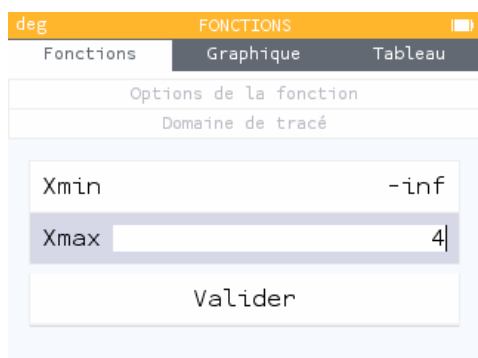 deg FONCTIONS
Fonctions Graphique Tableau
Options de la fonction
Domaine de tracé
Xmin -inf
Xmax 4
Valider